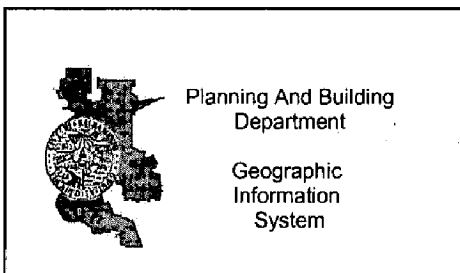 Planning And Building
Department
Geographic
Information
System